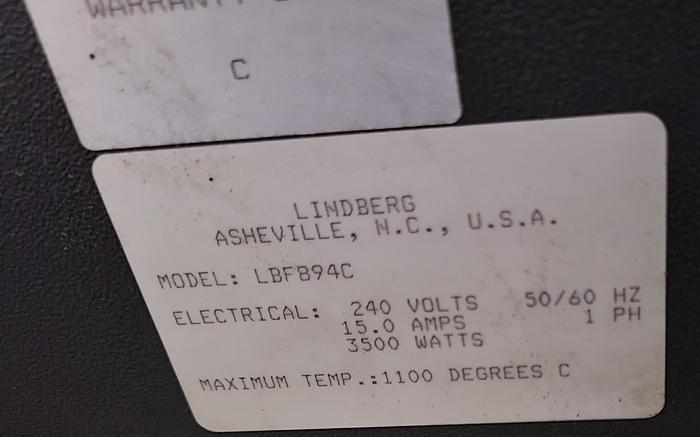 WARRANTY
C
LINDBERG
ASHEVILLE, N.C., U.S.A.
MODEL: LBF894C
ELECTRICAL: 240 VOLTS 50/60 HZ
15.0 AMPS 1 PH
3500 WATTS
MAXIMUM TEMP.:1100 DEGREES C